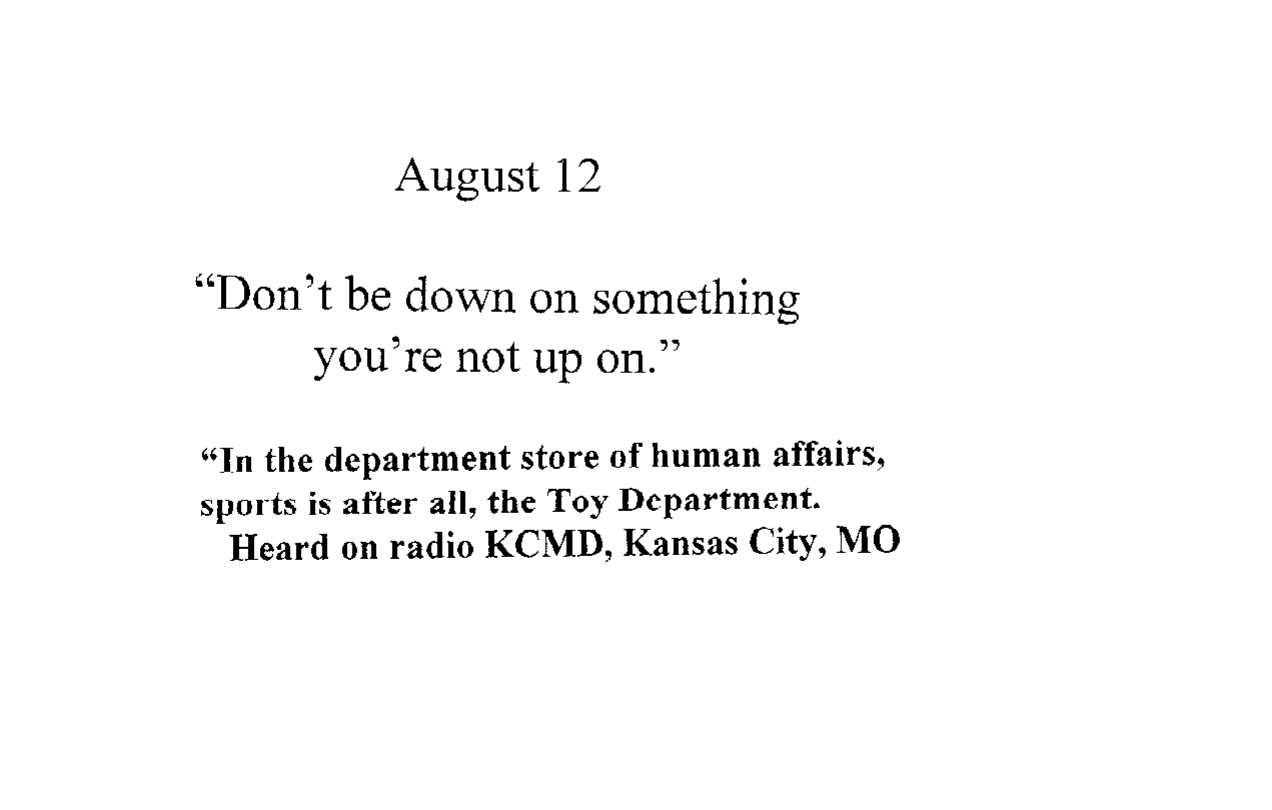 August 12
“Don’t be down on something
you’re not up on.”
“In the department store of human affairs,
sports is after all, the Toy Department.
Heard on radio KCMD, Kansas City, MO